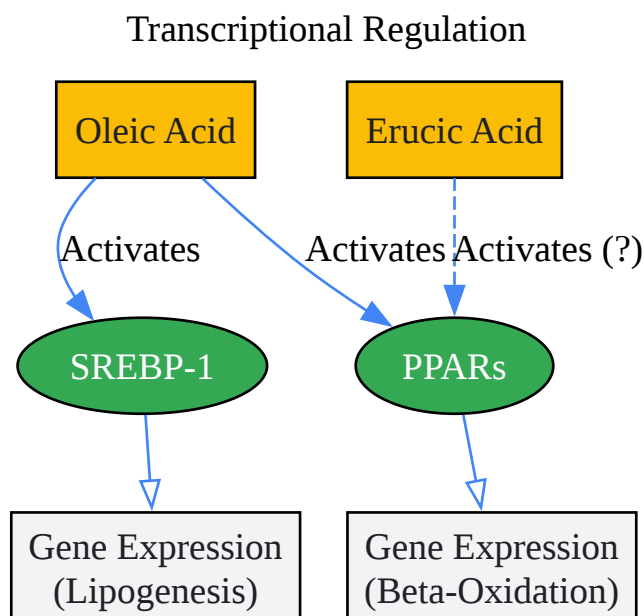 Transcriptional Regulation
Oleic Acid
Erucic Acid
Activates
Activates
Activates (?)
SREBP-1
PPARs
Gene Expression
(Lipogenesis)
Gene Expression
(Beta-Oxidation)